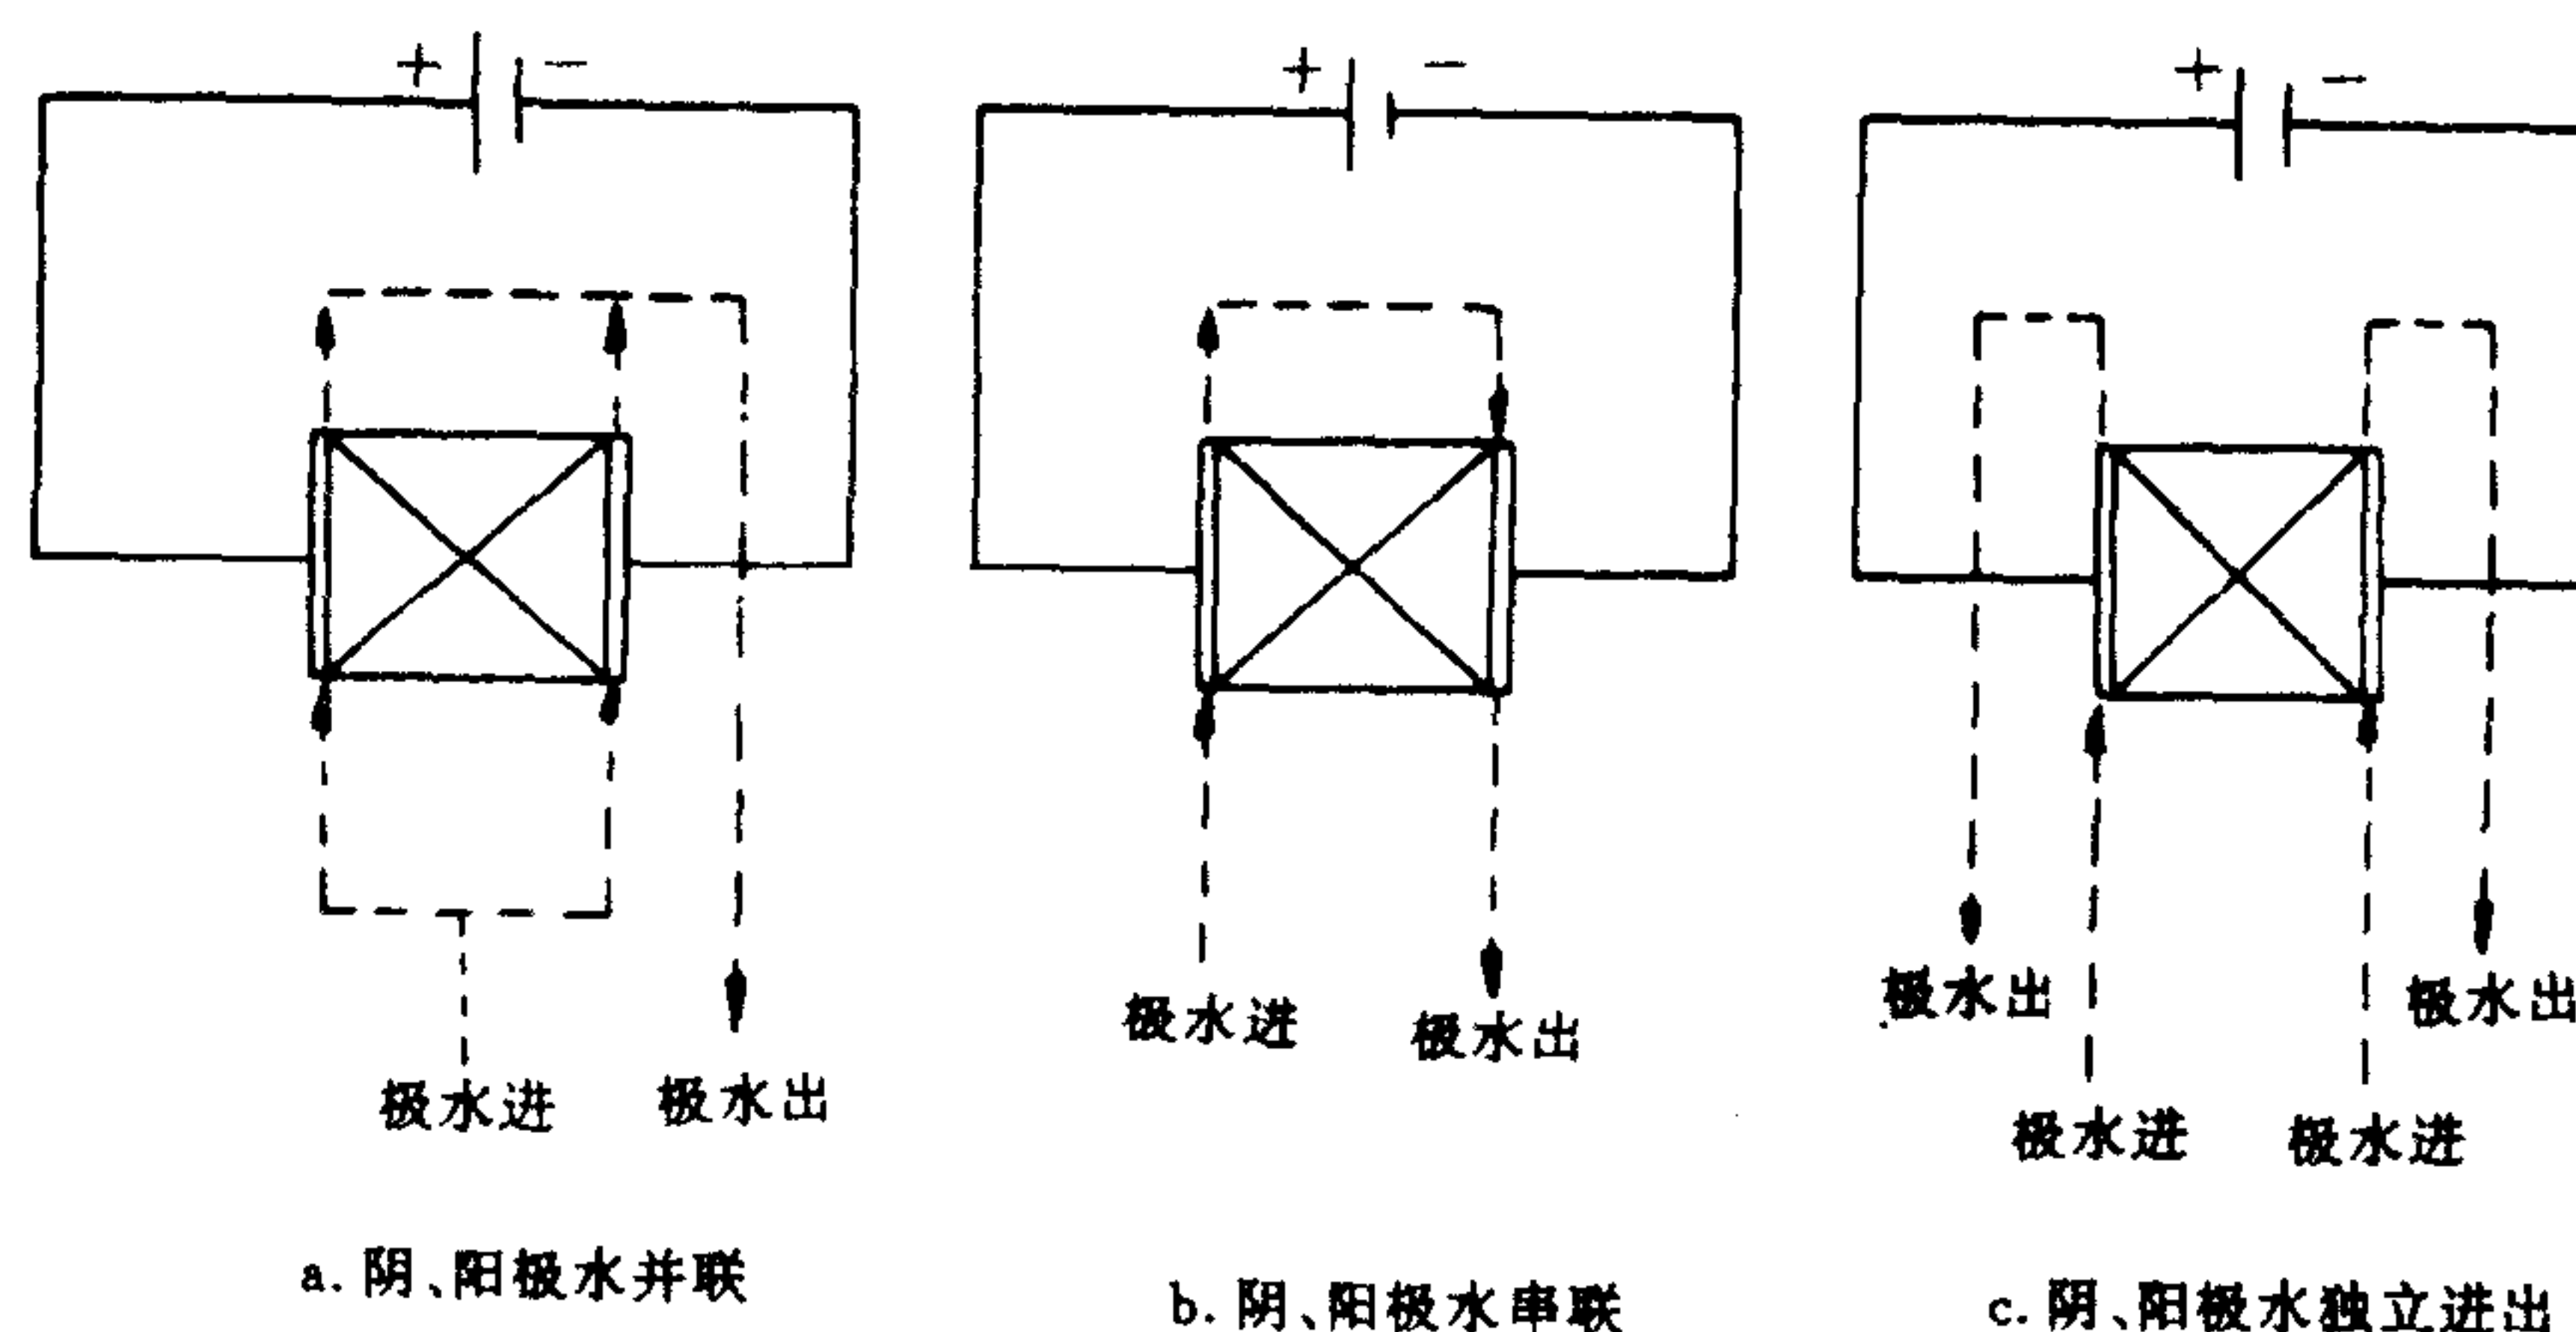 + −
+ −
+ −
极水出
极水出
极水进
极水出
极水进
极水出
极水进
极水进
a. 阴、阳极水并联
b. 阴、阳极水串联
c. 阴、阳极水独立进出